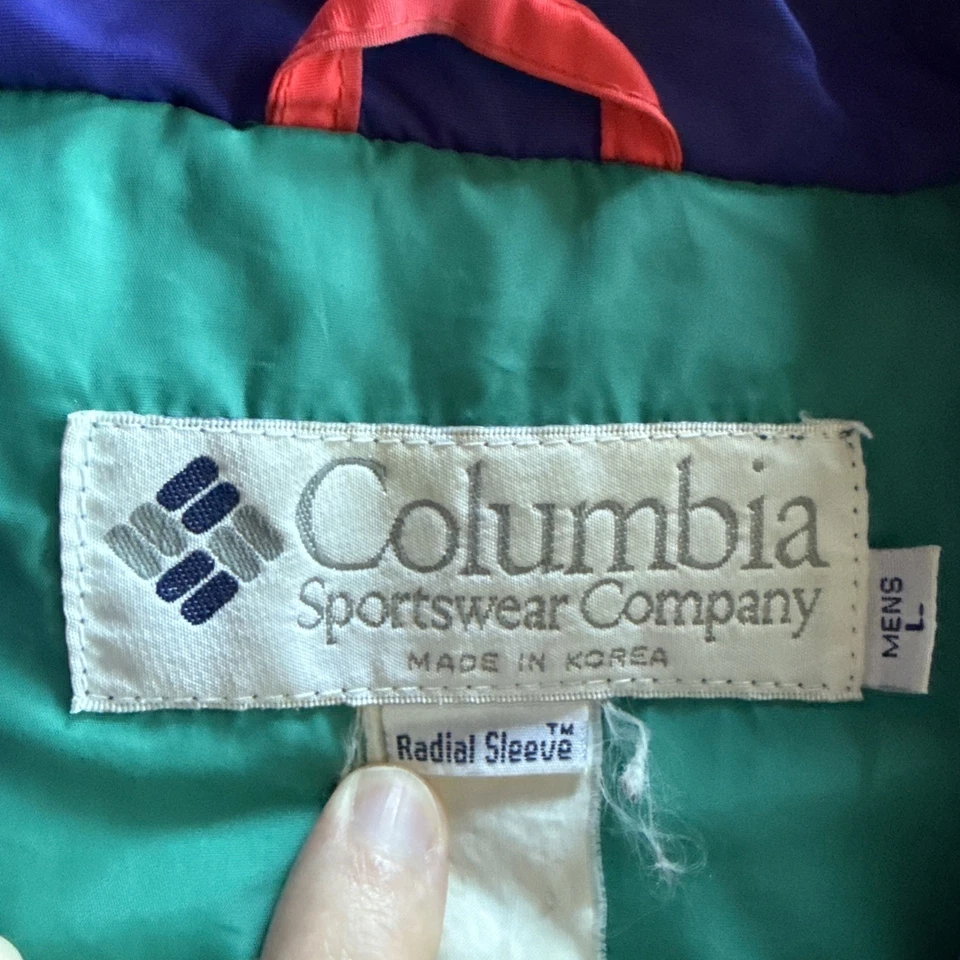 Columbia
Sportswear Company
MADE IN KOREA
MENS
L
Radial Sleeve™